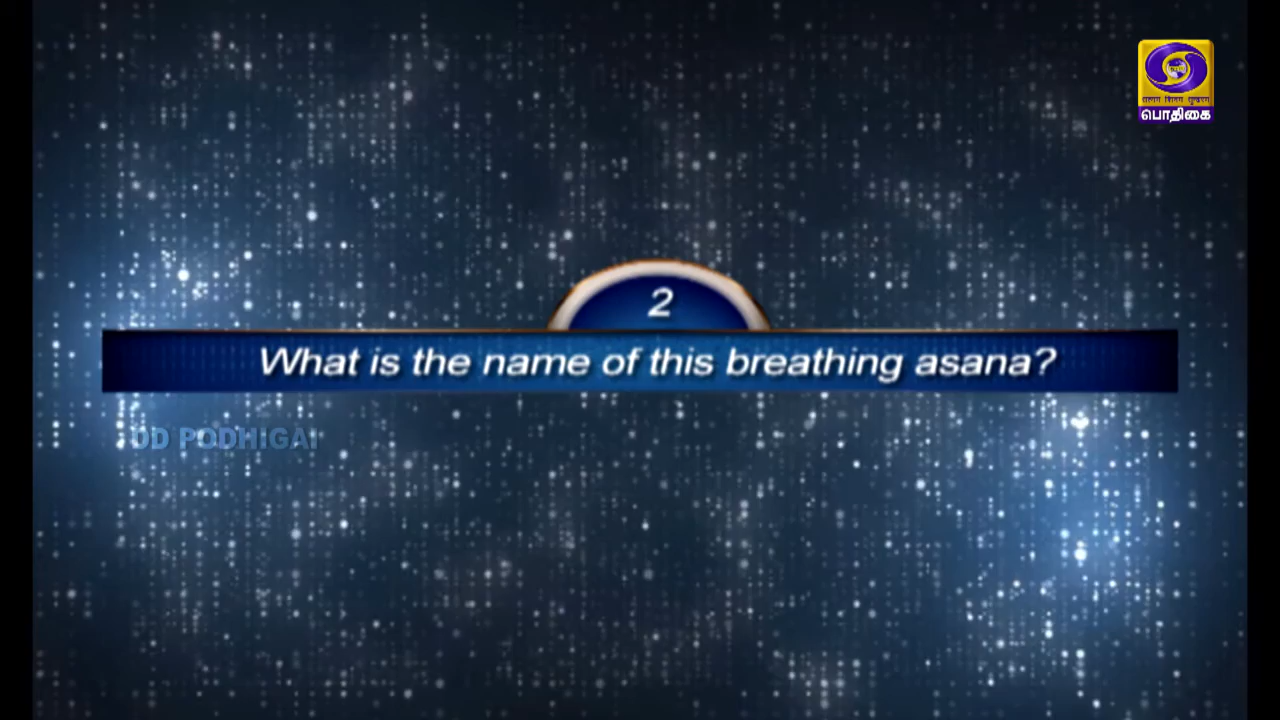 பொதிகை
2
What is the name of this breathing asana?
DD PODHIGAI